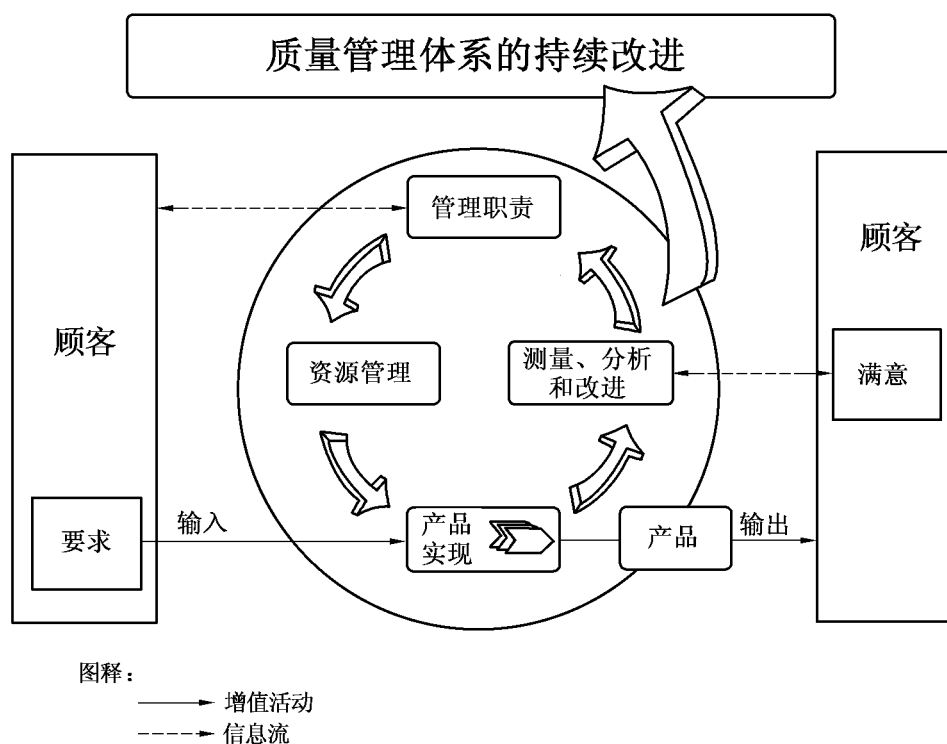 质量管理体系的持续改进
管理职责
顾客
顾客
资源管理
测量、分析
和改进
满意
要求
输入
产品
实现
产品
输出
图释：
增值活动
信息流